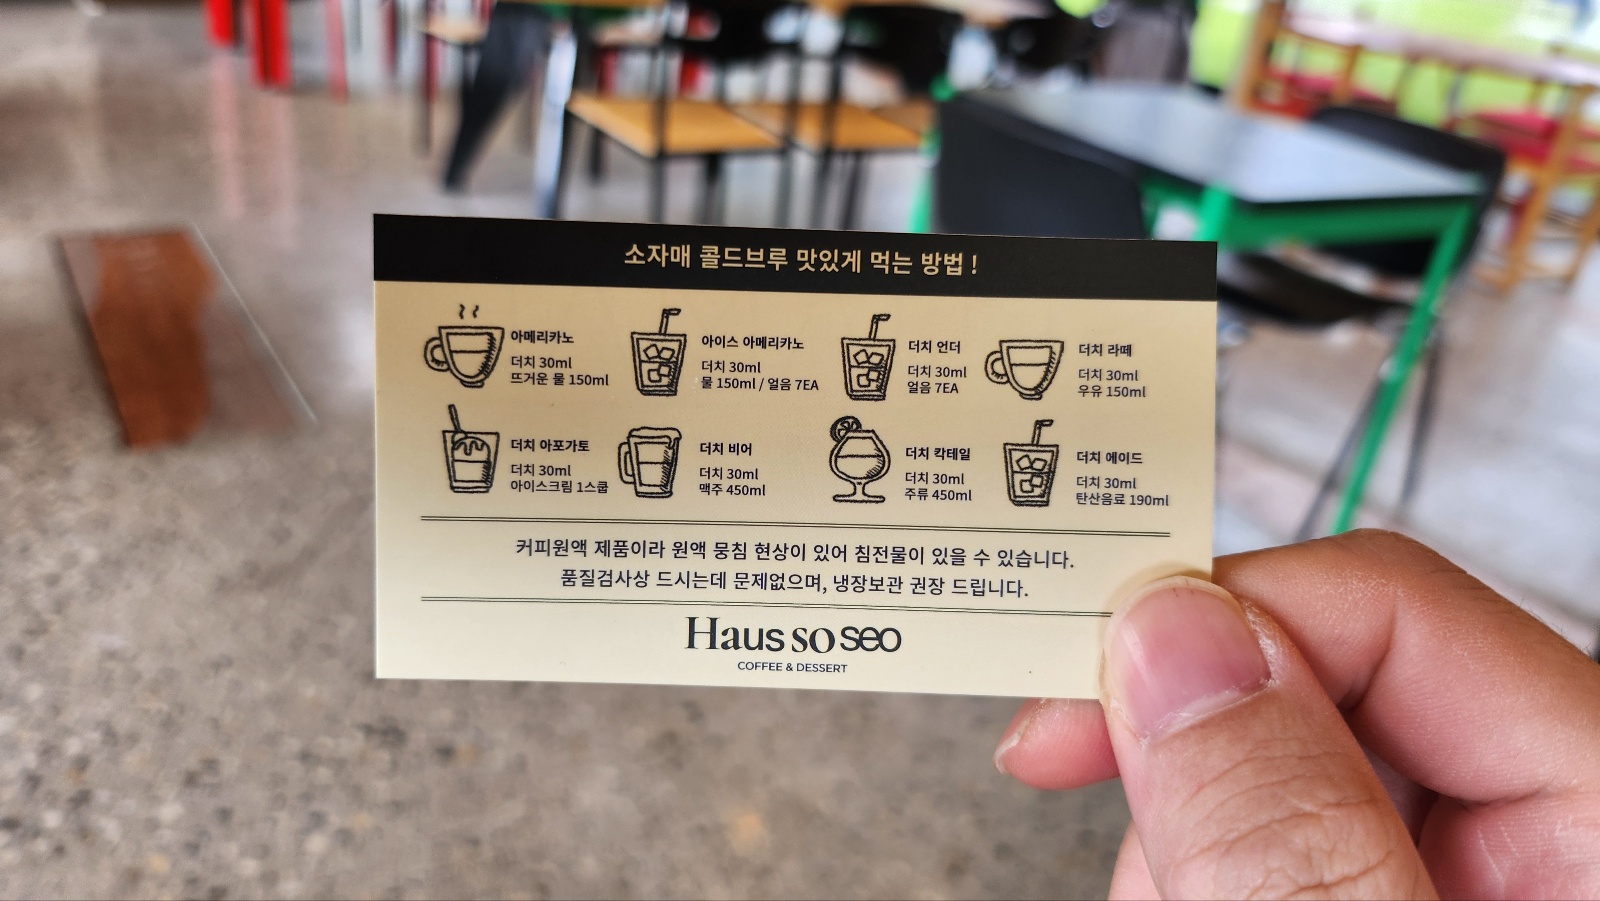 소자매 콜드브루 맛있게 먹는 방법 !
아메리카노
더치 30ml
뜨거운 물 150ml
아이스 아메리카노
더치 30ml
물 150ml / 얼음 7EA
더치 언더
더치 30ml
얼음 7EA
더치 라떼
더치 30ml
우유 150ml
더치 아포가토
더치 30ml
아이스크림 1스쿱
더치 비어
더치 30ml
맥주 450ml
더치 칵테일
더치 30ml
주류 450ml
더치 에이드
더치 30ml
탄산음료 190ml
커피원액 제품이라 원액 뭉침 현상이 있어 침전물이 있을 수 있습니다.
품질검사상 드시는데 문제없으며, 냉장보관 권장 드립니다.
Haus so seo
COFFEE & DESSERT